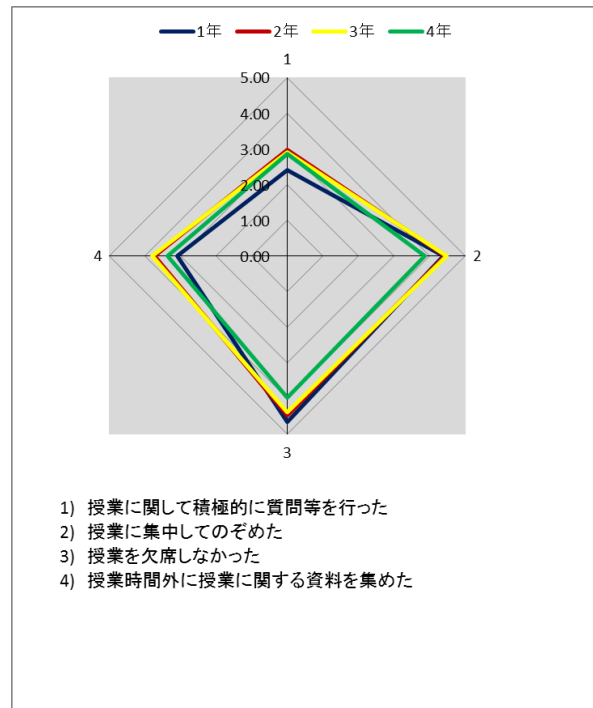 1年 2年 3年 4年
1
5.00
4.00
3.00
2.00
1.00
4 0.00 2
3
1) 授業に関して積極的に質問等を行った
2) 授業に集中してのぞめた
3) 授業を欠席しなかった
4) 授業時間外に授業に関する資料を集めた